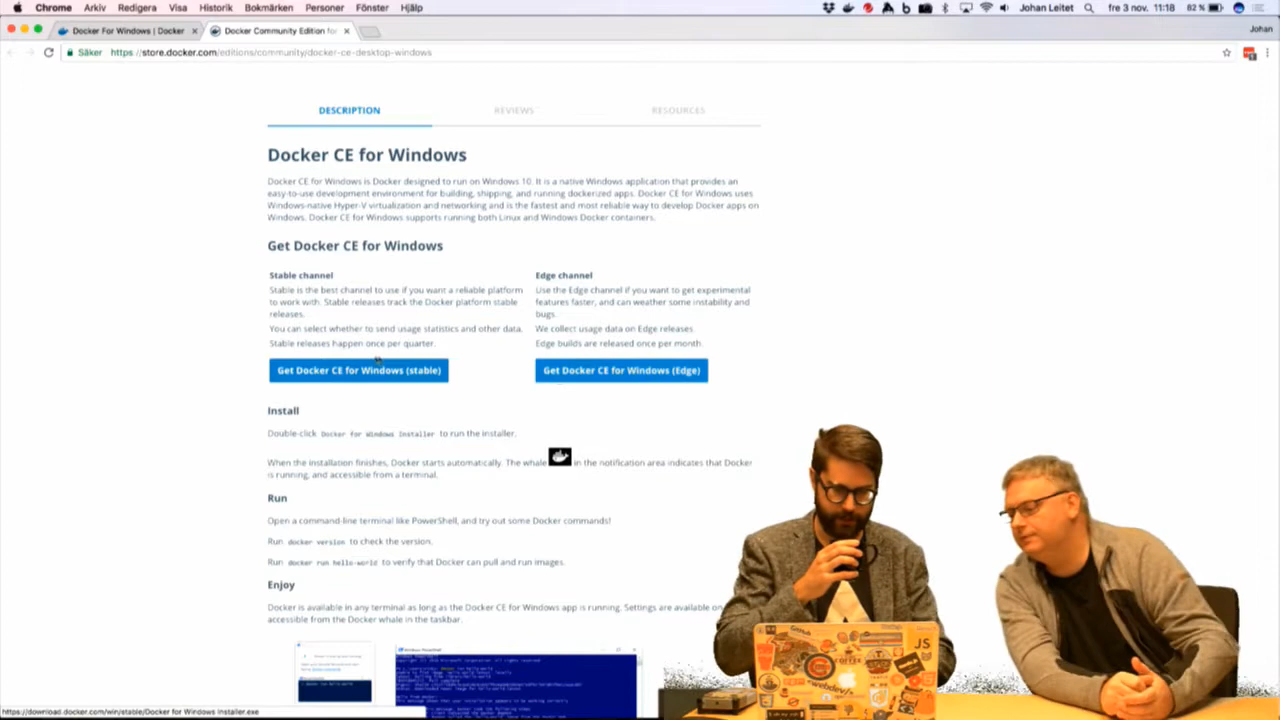 Chrome Arkiv Redigera Visa Historik Bokmärken Personer Fönster Hjälp Johan Leitet fre 3 nov. 11:18 82 %
Docker For Windows | Docker
Docker Community Edition for
Johan
Säker https://store.docker.com/editions/community/docker-ce-desktop-windows
DESCRIPTION REVIEWS RESOURCES
Docker CE for Windows
Docker CE for Windows is Docker designed to run on Windows 10. It is a native Windows application that provides an
easy-to-use development environment for building, shipping, and running dockerized apps. Docker CE for Windows uses
Windows-native Hyper-V virtualization and networking and is the fastest and most reliable way to develop Docker apps on
Windows. Docker CE for Windows supports running both Linux and Windows Docker containers.
Get Docker CE for Windows
Stable channel
Stable is the best channel to use if you want a reliable platform
to work with. Stable releases track the Docker platform stable
releases.
You can select whether to send usage statistics and other data.
Stable releases happen once per quarter.
Get Docker CE for Windows (stable)
Edge channel
Use the Edge channel if you want to get experimental
features faster, and can weather some instability and
bugs.
We collect usage data on Edge releases.
Edge builds are released once per month.
Get Docker CE for Windows (Edge)
Install
Double-click Docker for Windows Installer to run the installer.
When the installation finishes, Docker starts automatically. The whale in the notification area indicates that Docker
is running, and accessible from a terminal.
Run
Open a command-line terminal like PowerShell, and try out some Docker commands!
Run docker version to check the version.
Run docker run hello-world to verify that Docker can pull and run images.
Enjoy
Docker is available in any terminal as long as the Docker CE for Windows app is running. Settings are available on
accessible from the Docker whale in the taskbar.
Windows PowerShell
https://download.docker.com/win/stable/Docker for Windows Installer.exe
GitHub
JS